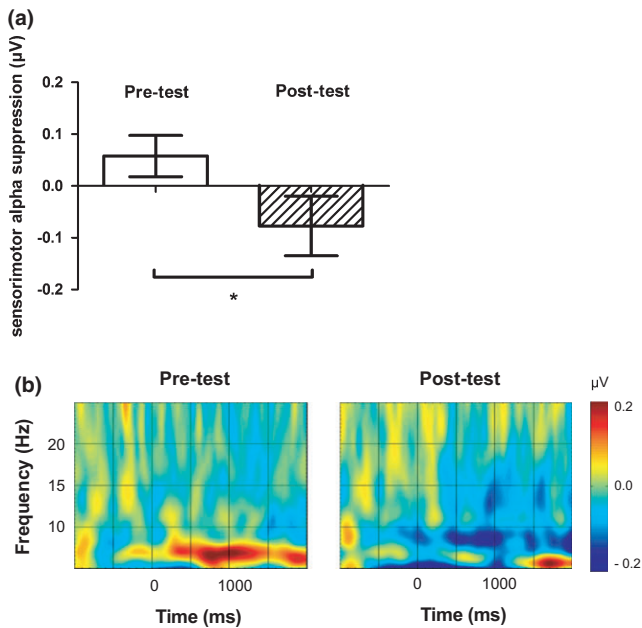 (a)
sensorimotor alpha suppression (µV)
0.2
0.1
0.0
-0.1
-0.2
Pre-test
Post-test
*
(b)
Pre-test
Post-test
Frequency (Hz)
20
15
10
0
1000
Time (ms)
0
1000
Time (ms)
µV
0.2
0.0
- 0.2